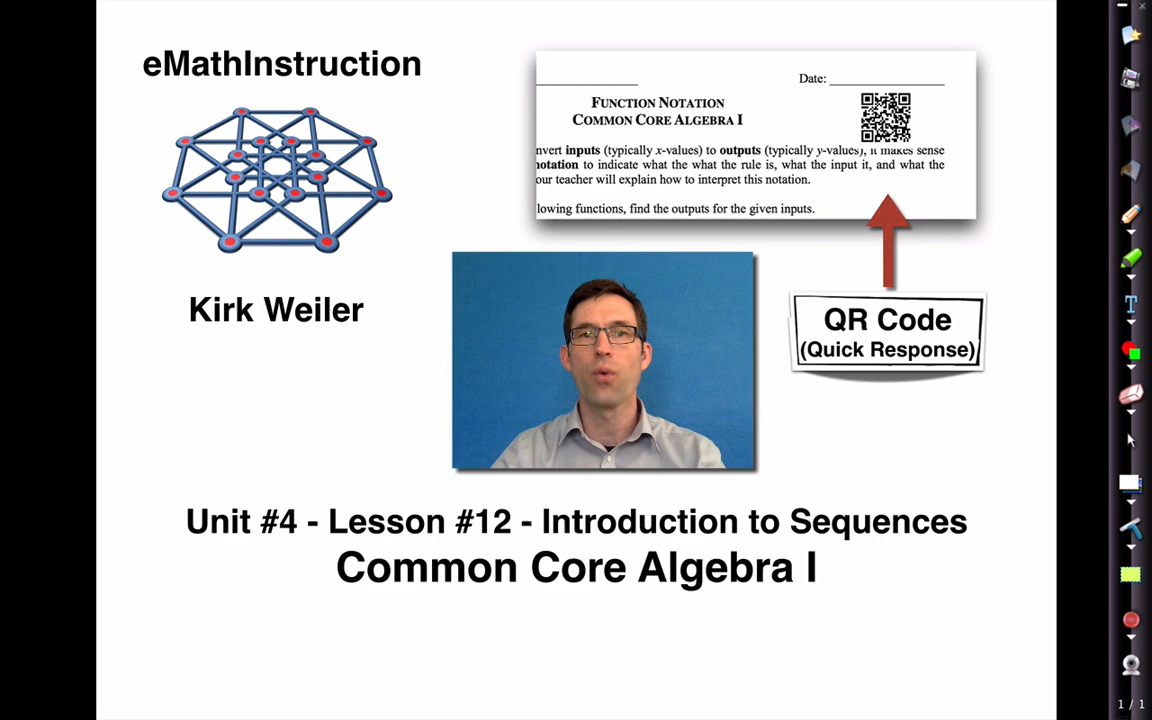 eMathInstruction
Date:
FUNCTION NOTATION
COMMON CORE ALGEBRA I
nvert inputs (typically x-values) to outputs (typically y-values), it makes sense
notation to indicate what the what the rule is, what the input it, and what the
our teacher will explain how to interpret this notation.
lowing functions, find the outputs for the given inputs.
Kirk Weiler
QR Code
(Quick Response)
Unit #4 - Lesson #12 - Introduction to Sequences
Common Core Algebra I
T
1 / 1